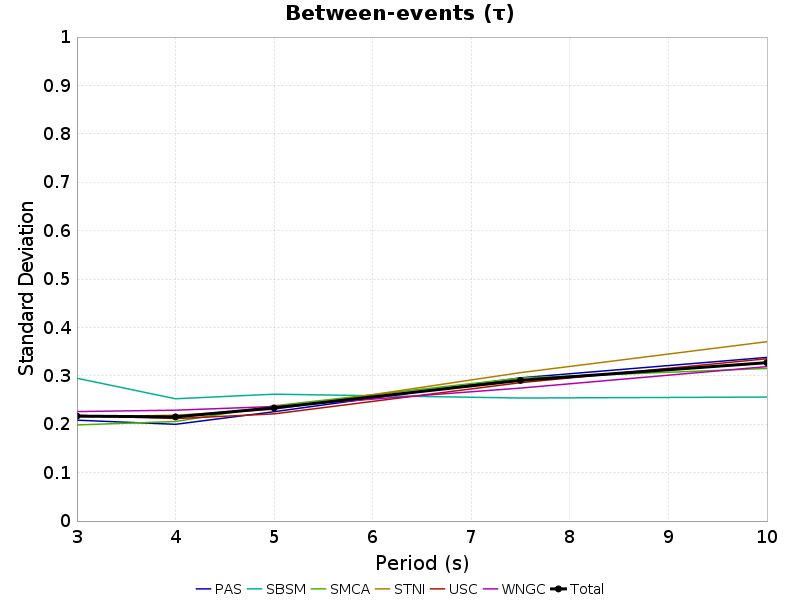 Between-events (τ)
1
0.9
0.8
0.7
0.6
0.5
0.4
0.3
0.2
0.1
0
Standard Deviation
3 4 5 6 7 8 9 10
Period (s)
PAS SBSM SMCA STNI USC WNGC Total